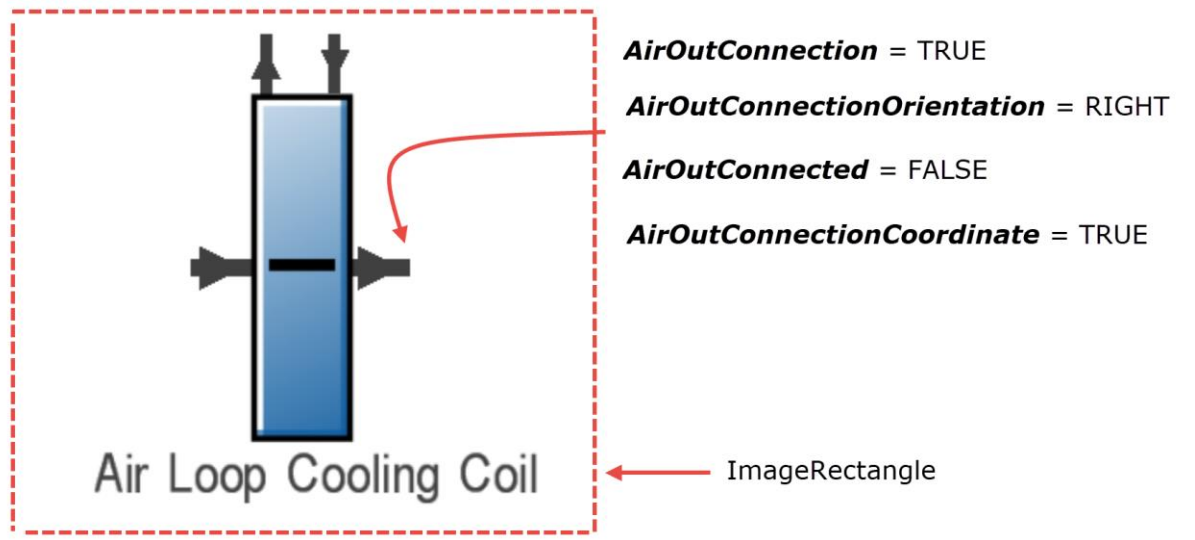 AirOutConnection = TRUE
AirOutConnectionOrientation = RIGHT
AirOutConnected = FALSE
AirOutConnectionCoordinate = TRUE
Air Loop Cooling Coil
ImageRectangle